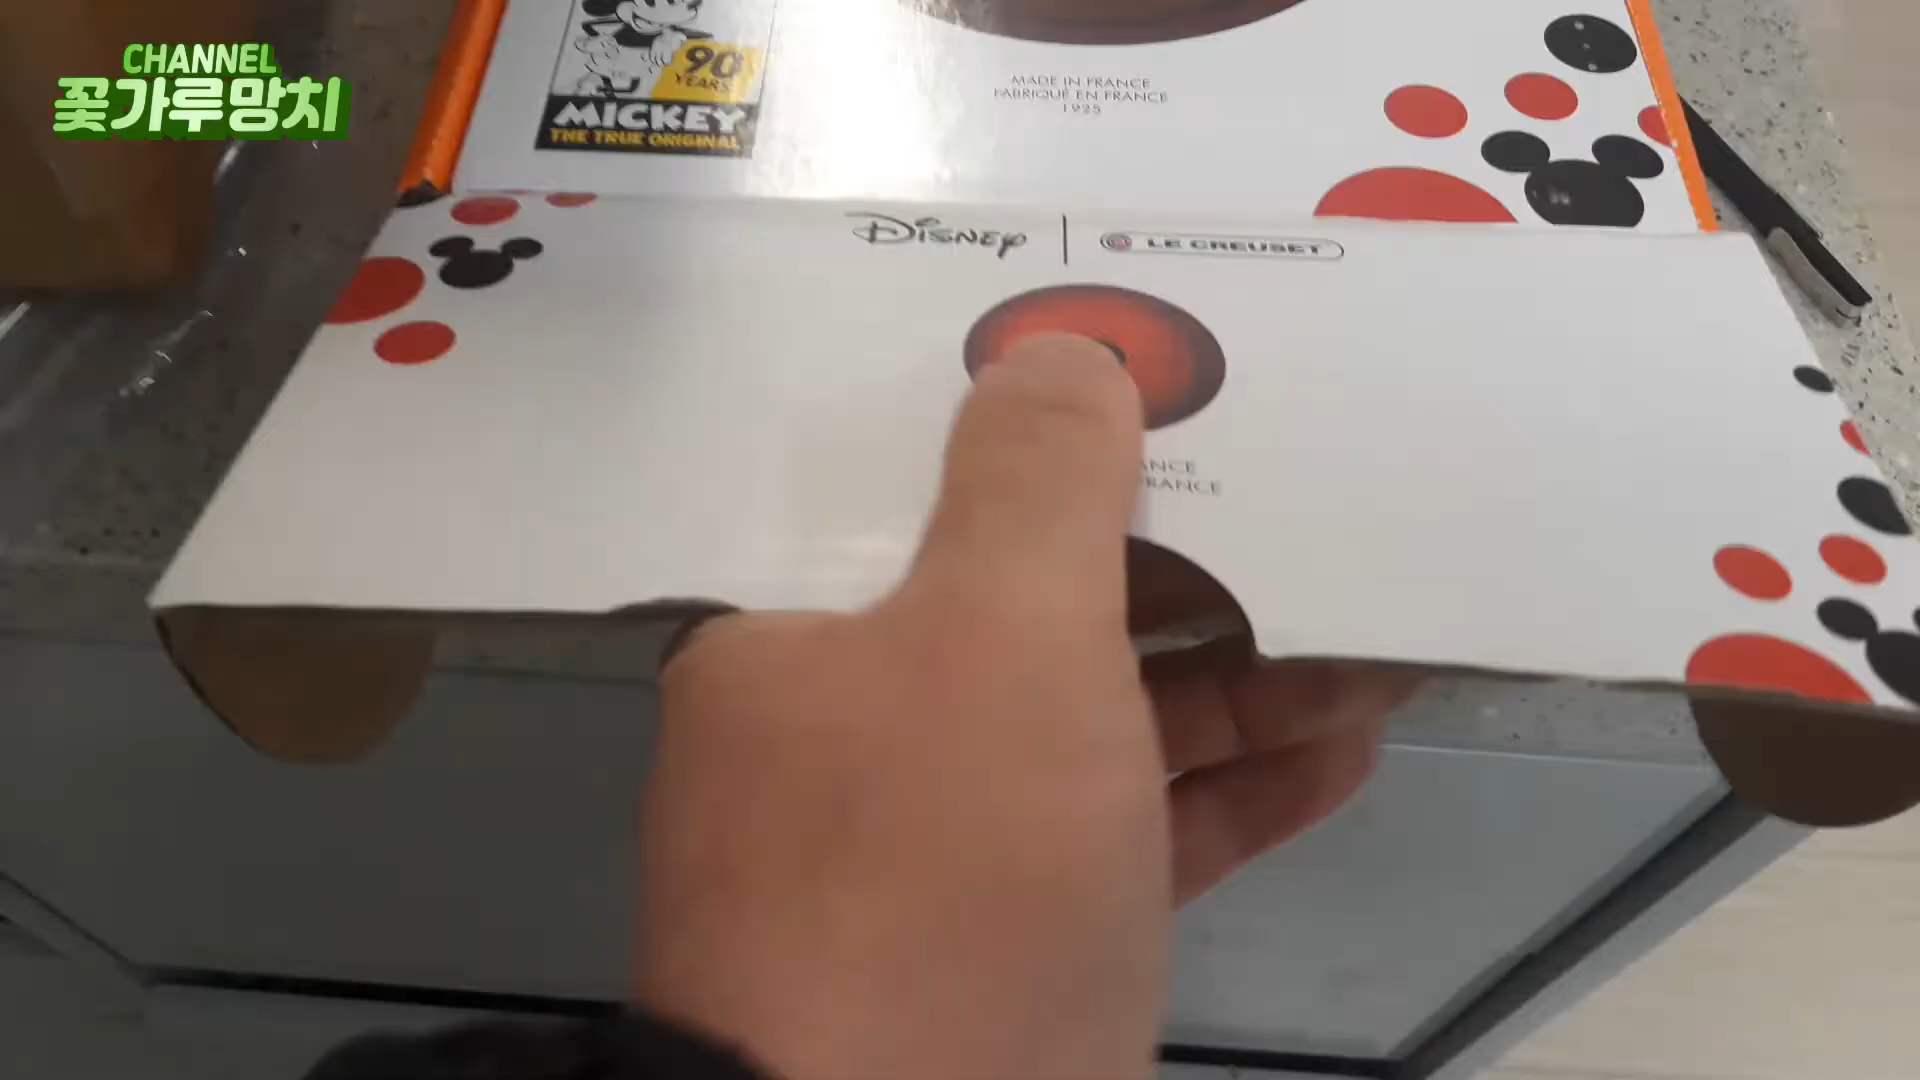 CHANNEL
꽃가루망치
90
YEARS
MICKEY
THE TRUE ORIGINAL
MADE IN FRANCE
FABRIQUÉ EN FRANCE
1925
Disney
LE CREUSET